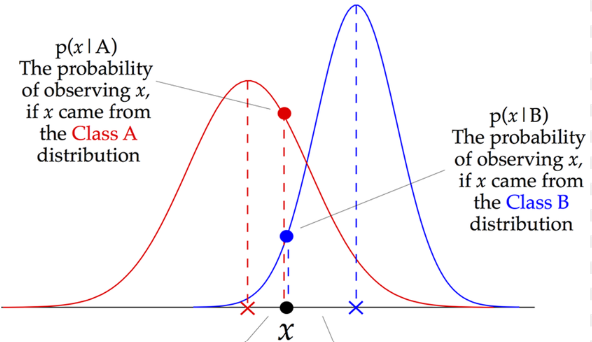 p(x|A)
The probability
of observing x,
if x came from
the Class A
distribution
p(x|B)
The probability
of observing x,
if x came from
the Class B
distribution
x